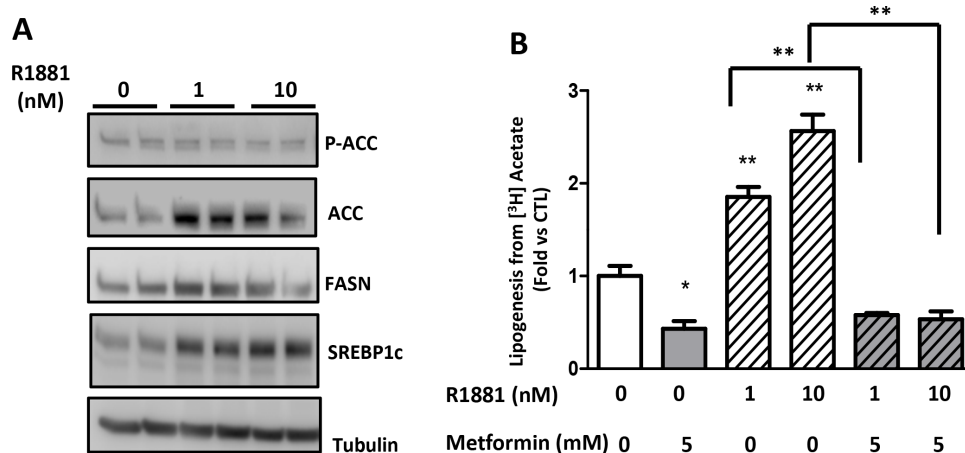 A
R1881
(nM)
0 1 10
P-ACC
ACC
FASN
SREBP1c
Tubulin
B
**
**
**
**
*
Lipogenesis from [³H] Acetate
(Fold vs CTL)
3
2
1
0
R1881 (nM) 0 0 1 10 1 10
Metformin (mM) 0 5 0 0 5 5